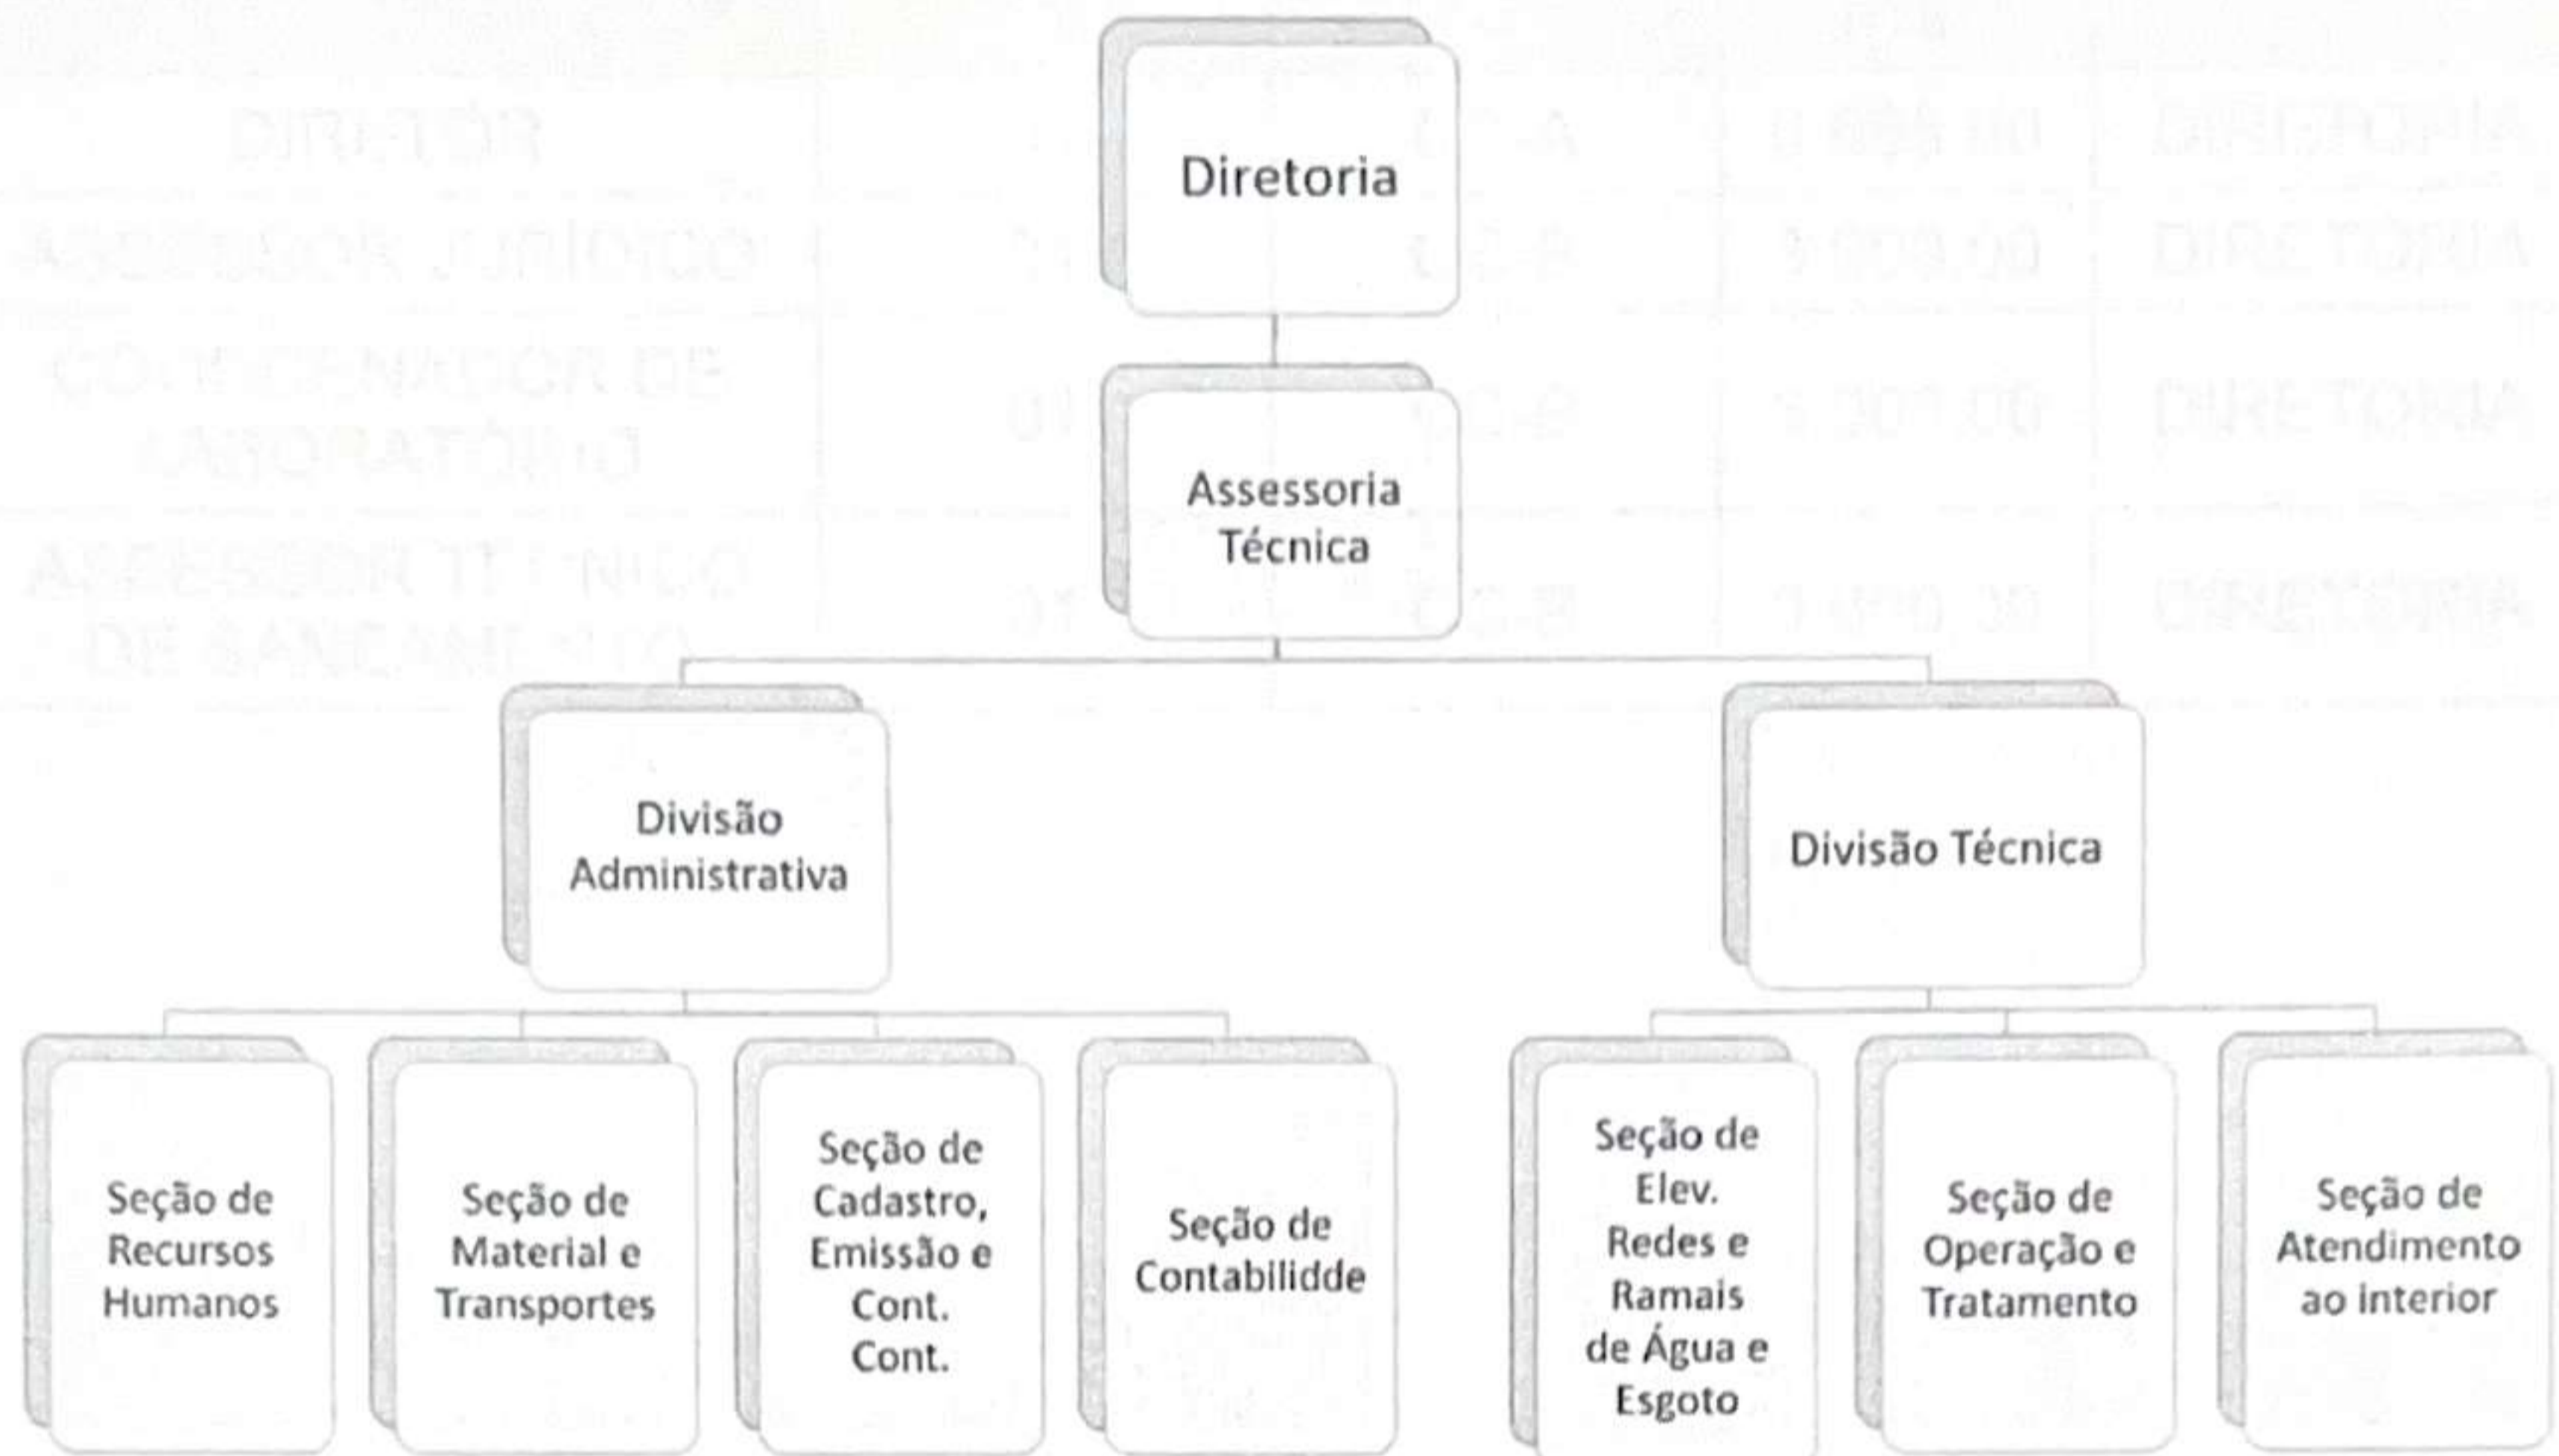 Diretoria
Assessoria
Técnica
Divisão
Administrativa
Divisão Técnica
Seção de
Recursos
Humanos
Seção de
Material e
Transportes
Seção de
Cadastro,
Emissão e
Cont.
Cont.
Seção de
Contabilidde
Seção de
Elev.
Redes e
Ramais
de Água e
Esgoto
Seção de
Operação e
Tratamento
Seção de
Atendimento
ao interior